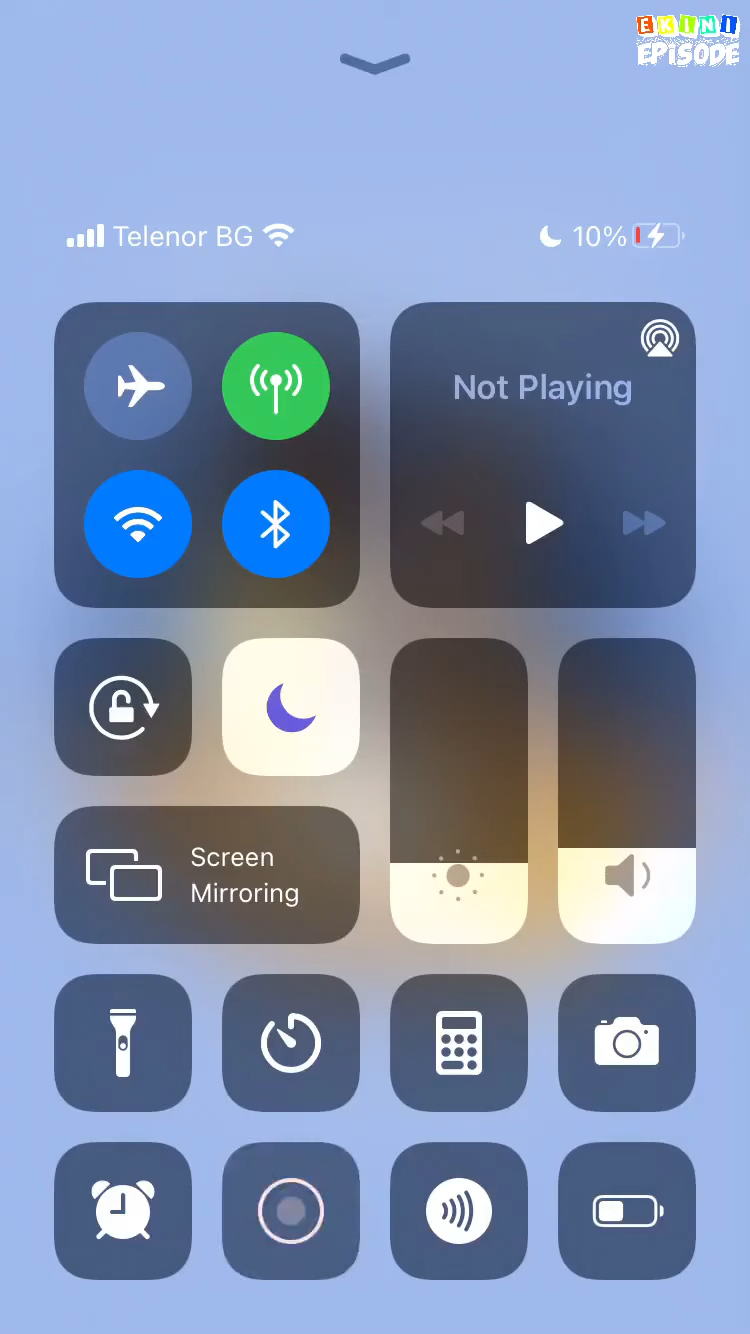 EKINI
EPISODE
Telenor BG
10%
Not Playing
Screen
Mirroring